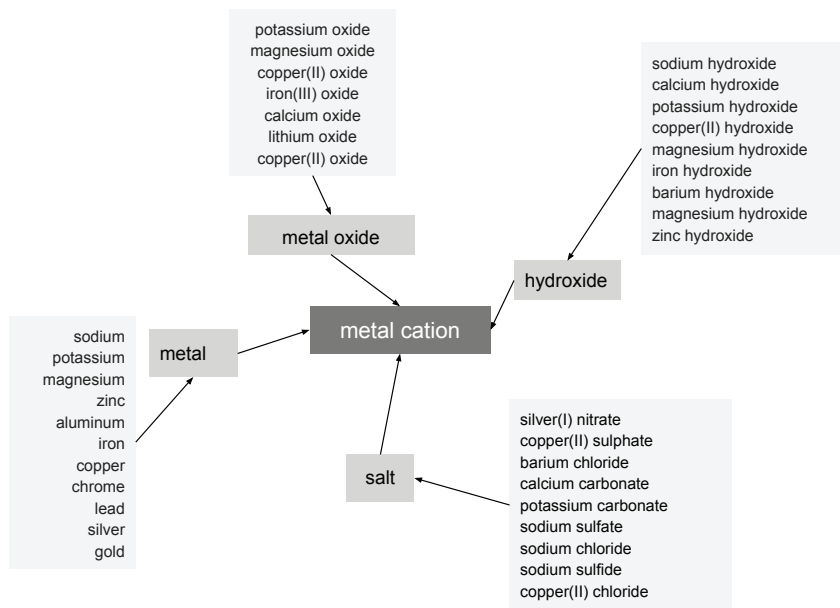 potassium oxide
magnesium oxide
copper(II) oxide
iron(III) oxide
calcium oxide
lithium oxide
copper(II) oxide
sodium hydroxide
calcium hydroxide
potassium hydroxide
copper(II) hydroxide
magnesium hydroxide
iron hydroxide
barium hydroxide
magnesium hydroxide
zinc hydroxide
metal oxide
hydroxide
metal cation
metal
sodium
potassium
magnesium
zinc
aluminum
iron
copper
chrome
lead
silver
gold
salt
silver(I) nitrate
copper(II) sulphate
barium chloride
calcium carbonate
potassium carbonate
sodium sulfate
sodium chloride
sodium sulfide
copper(II) chloride